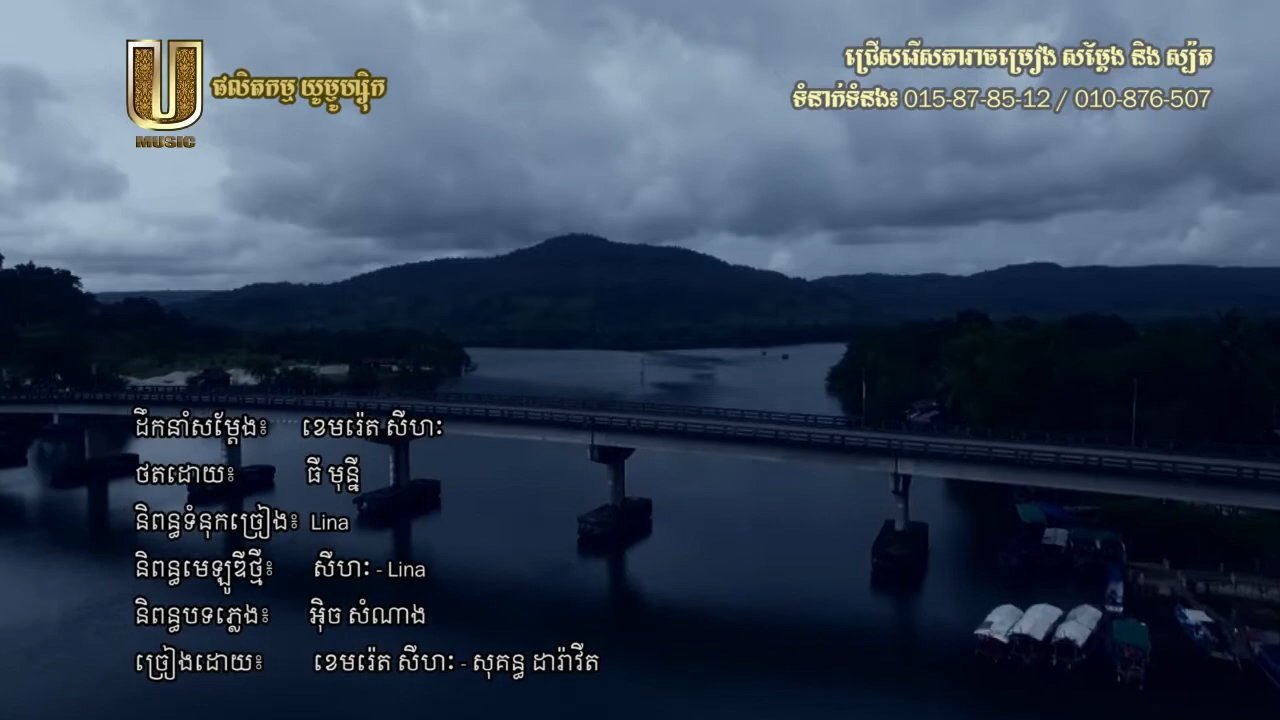 U
MUSIC
ផលិតកម្ម យូម្យូហ្ស៊ិក
ជ្រើសរើសតារាចម្រៀង សម្ដែង និង ស្ប៉ត
ទំនាក់ទំនង៖ 015-87-85-12 / 010-876-507
ដឹកនាំសម្ដែង៖ ខេមរ៉េត សីហៈ
ថតដោយ៖ ធី មុន្នី
និពន្ធទំនុកច្រៀង៖ Lina
និពន្ធមេឡូឌីថ្មី៖ សីហៈ - Lina
និពន្ធបទភ្លេង៖ អ៊ិច សំណាង
ច្រៀងដោយ៖ ខេមរ៉េត សីហៈ - សុគន្ធ ដារ៉ាវីត